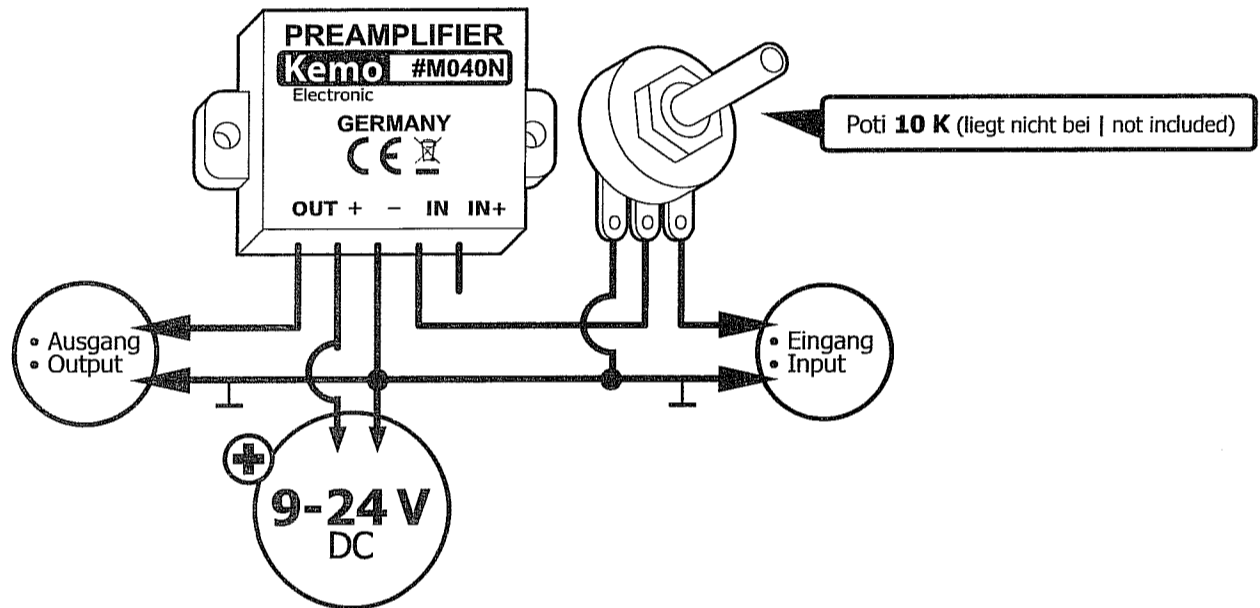 PREAMPLIFIER
Kemo #M040N
Electronic
GERMANY
CE
OUT + − IN IN+
Poti 10 K (liegt nicht bei | not included)
• Ausgang
• Output
• Eingang
• Input
+
9-24 V
DC